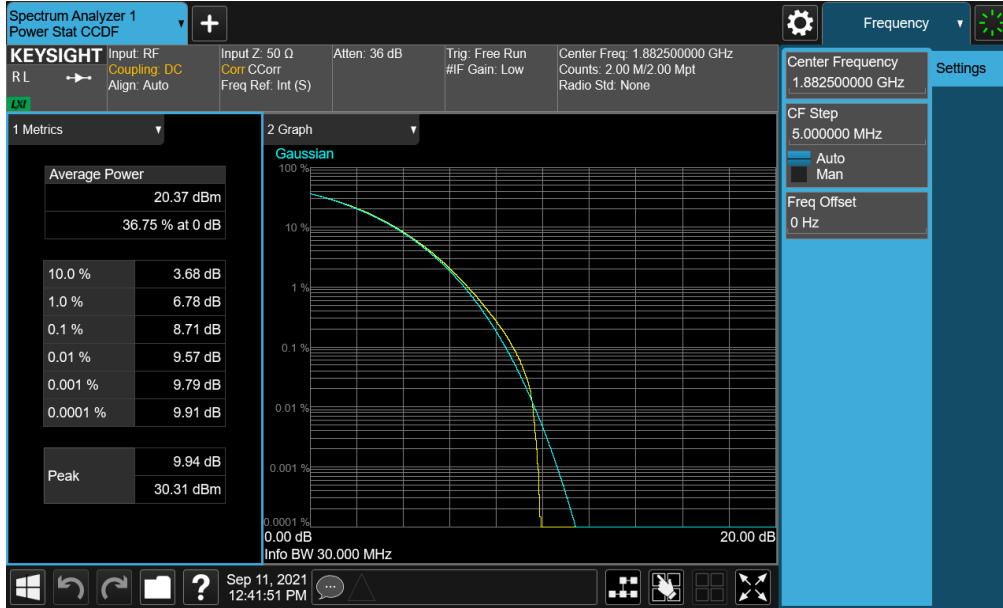 Spectrum Analyzer 1
Power Stat CCDF
+
Frequency
KEYSIGHT
RL
LXI
Input: RF
Coupling: DC
Align: Auto
Input Z: 50 Ω
Corr CCorr
Freq Ref: Int (S)
Atten: 36 dB
Trig: Free Run
#IF Gain: Low
Center Freq: 1.882500000 GHz
Counts: 2.00 M/2.00 Mpt
Radio Std: None
Center Frequency
1.882500000 GHz
Settings
CF Step
5.000000 MHz
Auto
Man
Freq Offset
0 Hz
1 Metrics
Average Power
20.37 dBm
36.75 % at 0 dB
10.0 % 3.68 dB
1.0 % 6.78 dB
0.1 % 8.71 dB
0.01 % 9.57 dB
0.001 % 9.79 dB
0.0001 % 9.91 dB
Peak
9.94 dB
30.31 dBm
2 Graph
Gaussian
100 %
10 %
1 %
0.1 %
0.01 %
0.001 %
0.0001 %
0.00 dB 20.00 dB
Info BW 30.000 MHz
?
Sep 11, 2021
12:41:51 PM